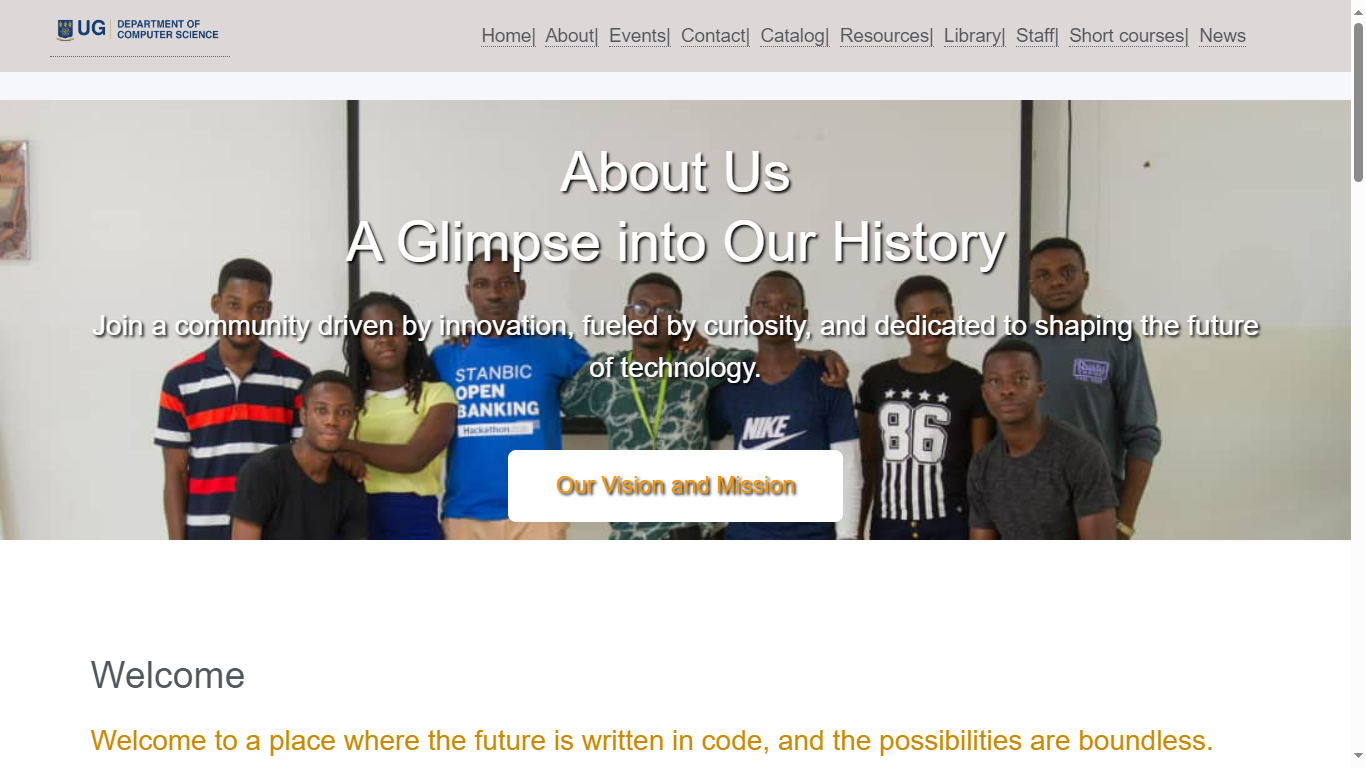 UG
DEPARTMENT OF
COMPUTER SCIENCE
Home| About| Events| Contact| Catalog| Resources| Library| Staff| Short courses| News
About Us
A Glimpse into Our History
Join a community driven by innovation, fueled by curiosity, and dedicated to shaping the future
of technology.
STANBIC
OPEN
BANKING
Hackathon
NIKE
86
Our Vision and Mission
Welcome
Welcome to a place where the future is written in code, and the possibilities are boundless.